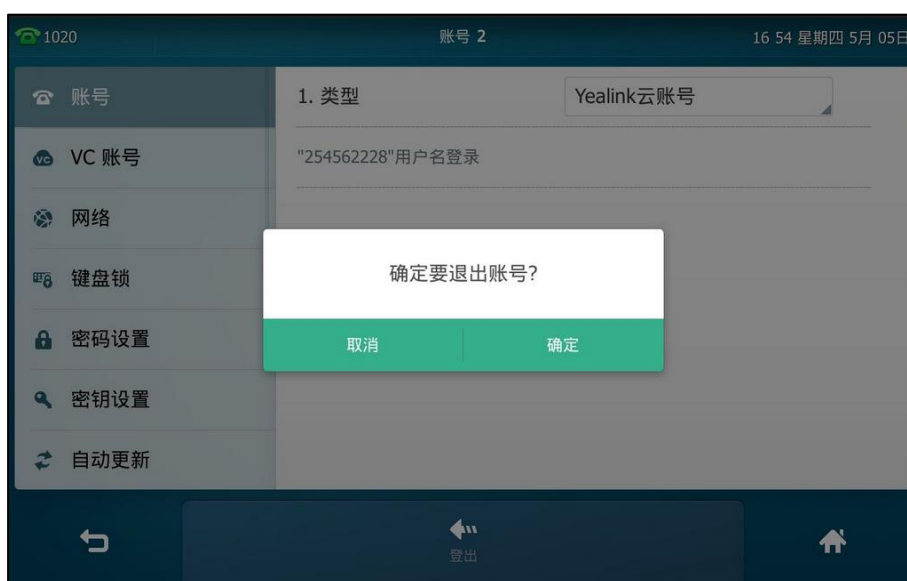 1020
账号 2
16 54 星期四 5月 05日
账号
VC 账号
网络
键盘锁
密码设置
密钥设置
自动更新
1. 类型
Yealink云账号
"254562228"用户名登录
确定要退出账号?
取消
确定
登出